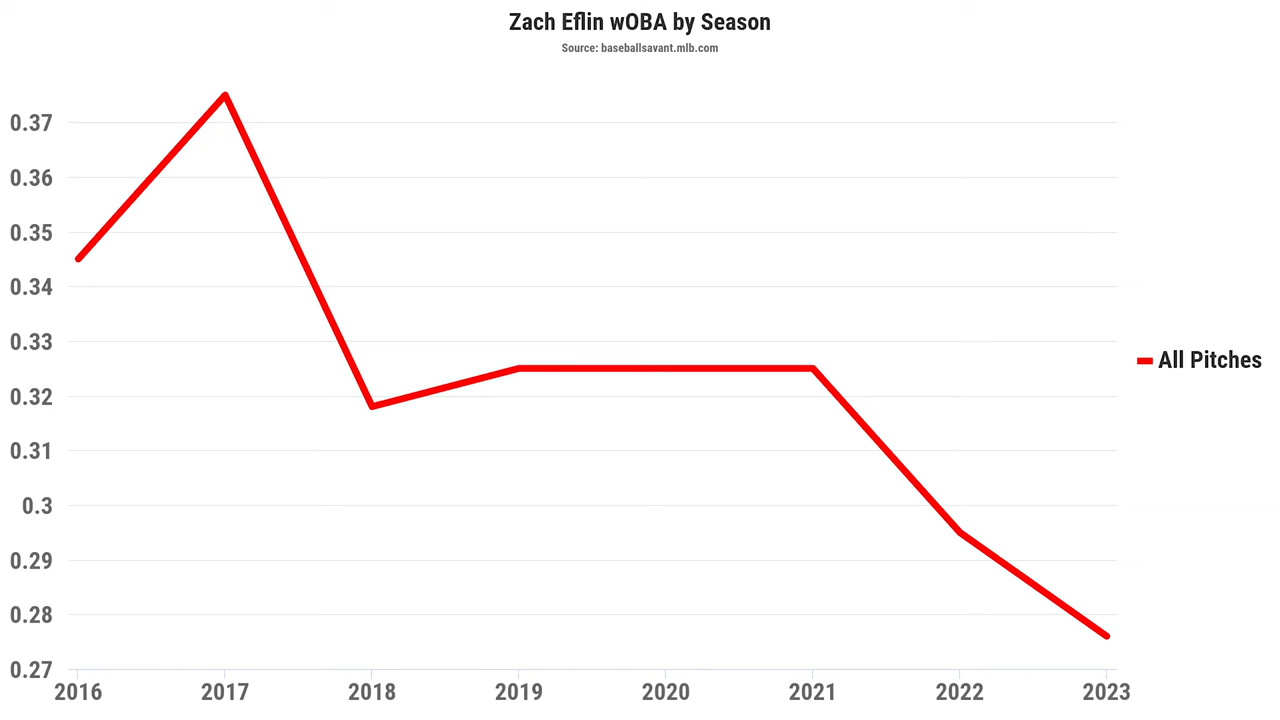 Zach Eflin wOBA by Season
Source: baseballsavant.mlb.com
0.37
0.36
0.35
0.34
0.33
0.32
0.31
0.3
0.29
0.28
0.27
2016 2017 2018 2019 2020 2021 2022 2023
All Pitches